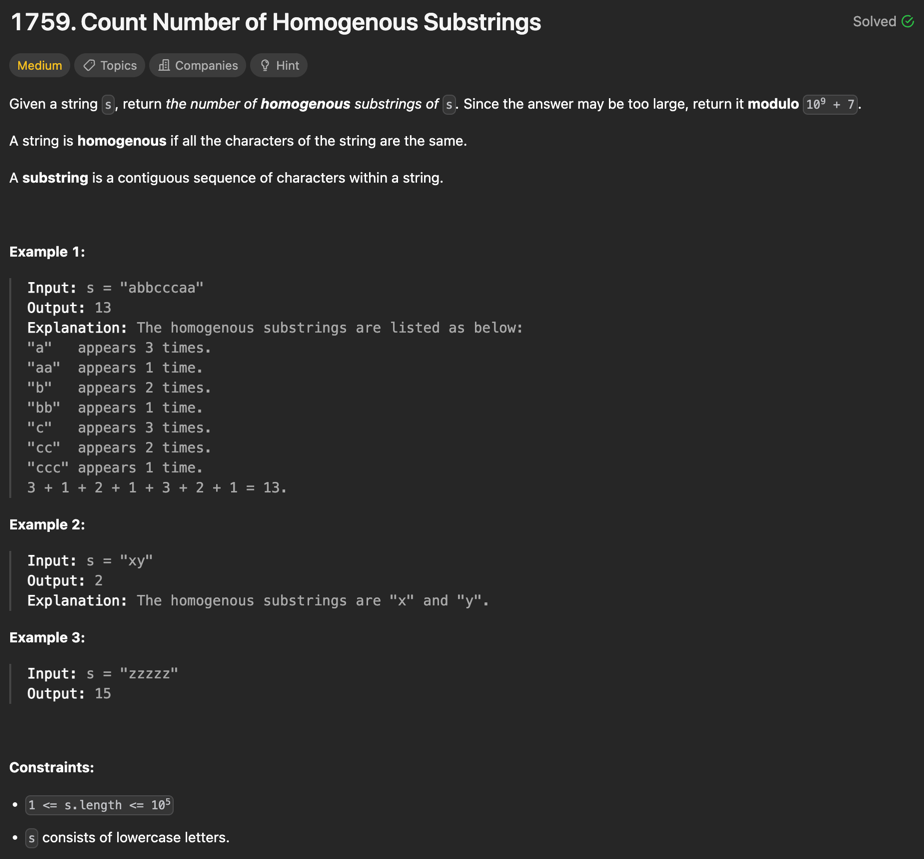 1759. Count Number of Homogenous Substrings
Solved
Medium Topics Companies Hint
Given a string s, return the number of homogenous substrings of s. Since the answer may be too large, return it modulo 10⁹ + 7.
A string is homogenous if all the characters of the string are the same.
A substring is a contiguous sequence of characters within a string.
Example 1:
Input: s = "abbcccaa"
Output: 13
Explanation: The homogenous substrings are listed as below:
"a"   appears 3 times.
"aa"  appears 1 time.
"b"   appears 2 times.
"bb"  appears 1 time.
"c"   appears 3 times.
"cc"  appears 2 times.
"ccc" appears 1 time.
3 + 1 + 2 + 1 + 3 + 2 + 1 = 13.
Example 2:
Input: s = "xy"
Output: 2
Explanation: The homogenous substrings are "x" and "y".
Example 3:
Input: s = "zzzzz"
Output: 15
Constraints:
• 1 <= s.length <= 10⁵
• s consists of lowercase letters.